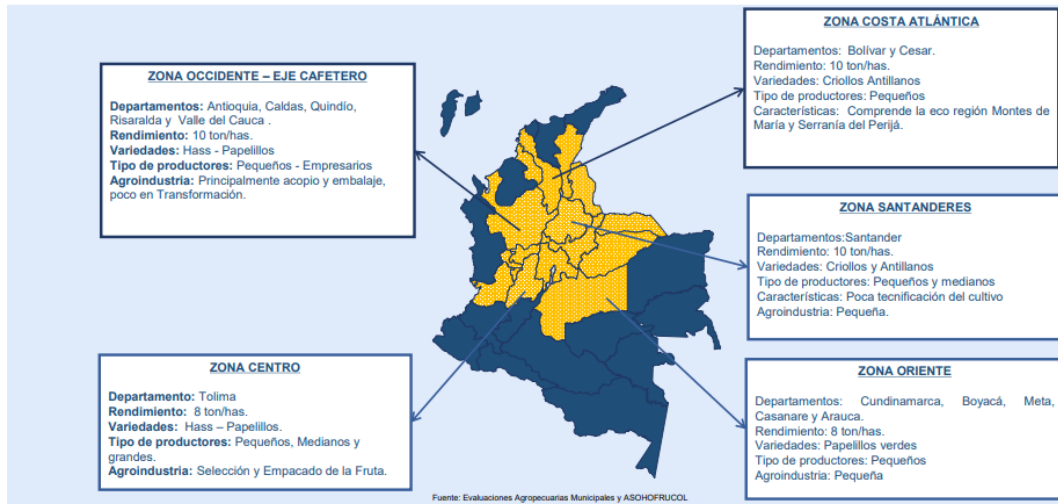 ZONA COSTA ATLÁNTICA
Departamentos: Bolívar y Cesar.
Rendimiento: 10 ton/has.
Variedades: Criollos Antillanos
Tipo de productores: Pequeños
Características: Comprende la eco región Montes de
María y Serranía del Perijá.
ZONA OCCIDENTE – EJE CAFETERO
Departamentos: Antioquia, Caldas, Quindío,
Risaralda y Valle del Cauca .
Rendimiento: 10 ton/has.
Variedades: Hass - Papelillos
Tipo de productores: Pequeños - Empresarios
Agroindustria: Principalmente acopio y embalaje,
poco en Transformación.
ZONA SANTANDERES
Departamentos:Santander
Rendimiento: 10 ton/has.
Variedades: Criollos y Antillanos
Tipo de productores: Pequeños y medianos
Características: Poca tecnificación del cultivo
Agroindustria: Pequeña.
ZONA CENTRO
Departamento: Tolima
Rendimiento: 8 ton/has.
Variedades: Hass – Papelillos.
Tipo de productores: Pequeños, Medianos y
grandes.
Agroindustria: Selección y Empacado de la Fruta.
ZONA ORIENTE
Departamentos: Cundinamarca, Boyacá, Meta,
Casanare y Arauca.
Rendimiento: 8 ton/has.
Variedades: Papelillos verdes
Tipo de productores: Pequeños
Agroindustria: Pequeña
Fuente: Evaluaciones Agropecuarias Municipales y ASOHOFRUCOL